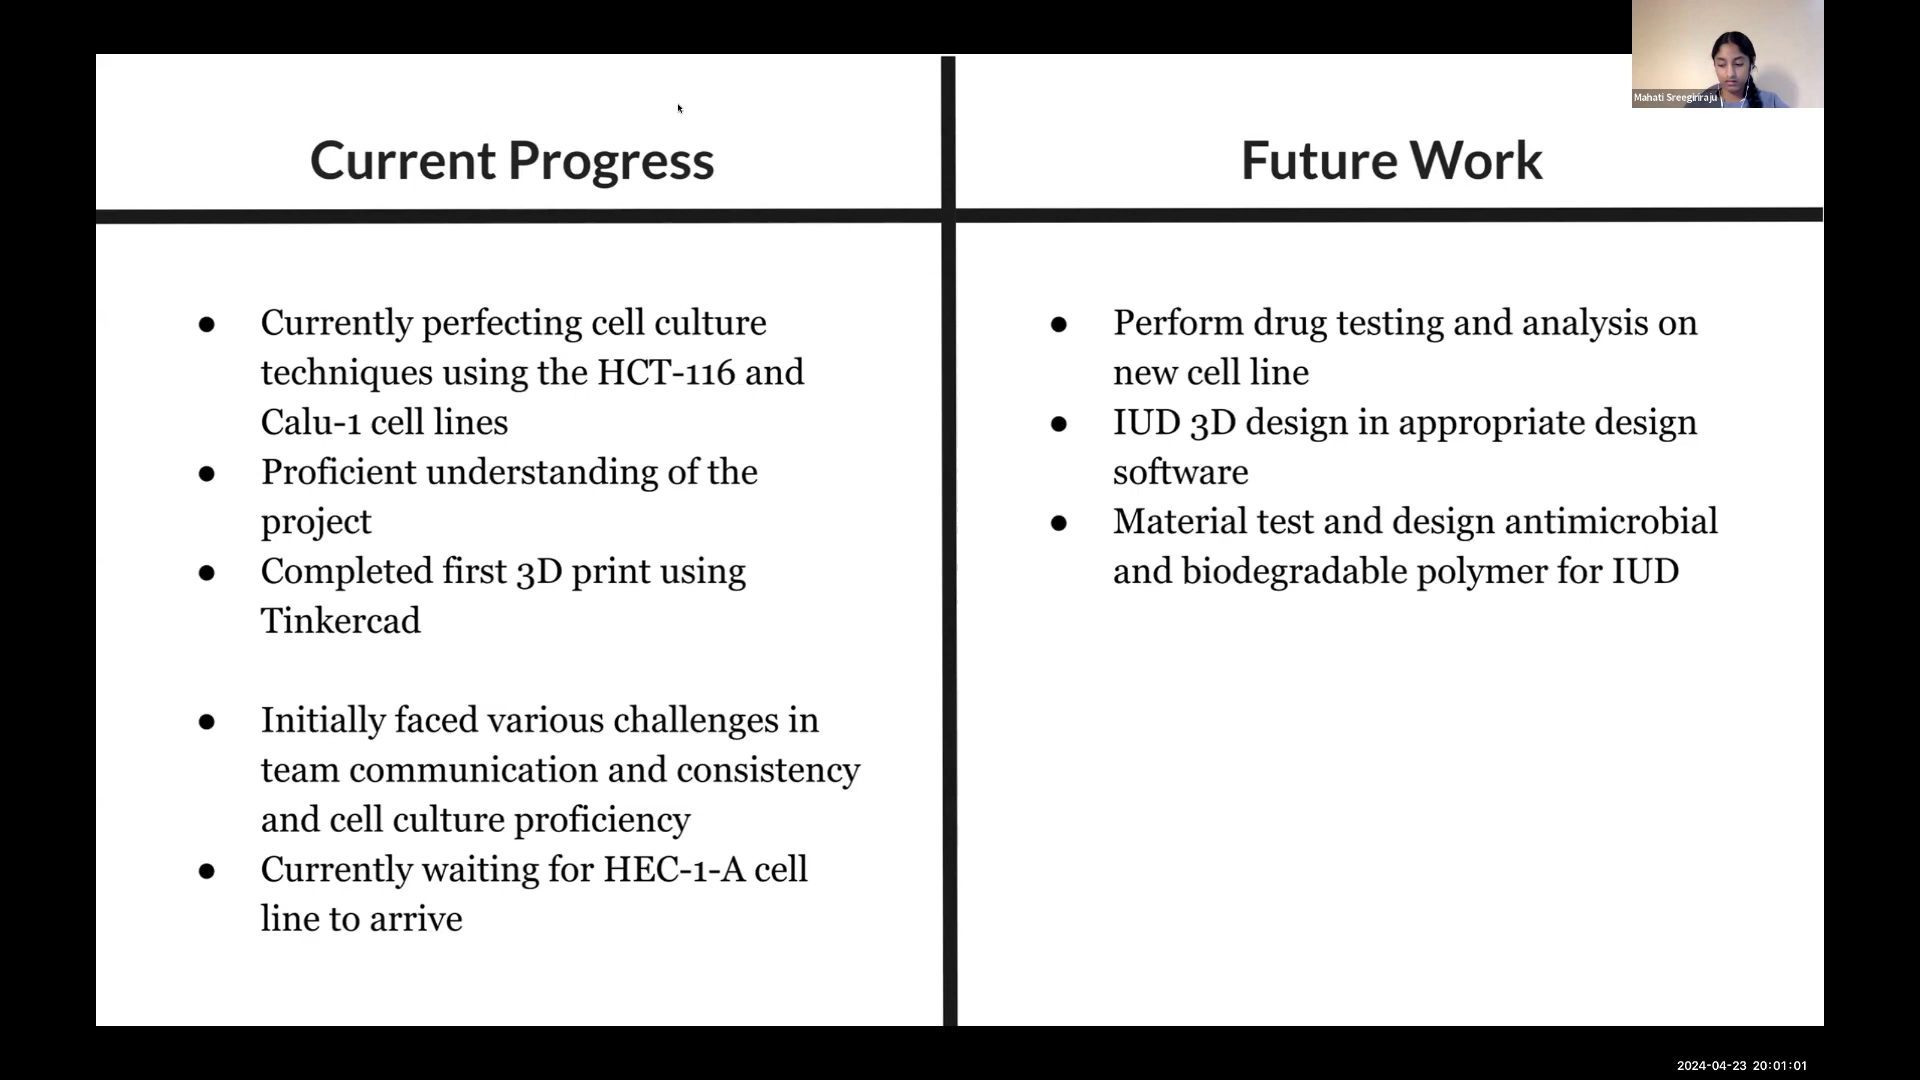 Mahati Sreegiriraju
Current Progress
● Currently perfecting cell culture
techniques using the HCT-116 and
Calu-1 cell lines
● Proficient understanding of the
project
● Completed first 3D print using
Tinkercad
● Initially faced various challenges in
team communication and consistency
and cell culture proficiency
● Currently waiting for HEC-1-A cell
line to arrive
Future Work
● Perform drug testing and analysis on
new cell line
● IUD 3D design in appropriate design
software
● Material test and design antimicrobial
and biodegradable polymer for IUD
2024-04-23 20:01:01